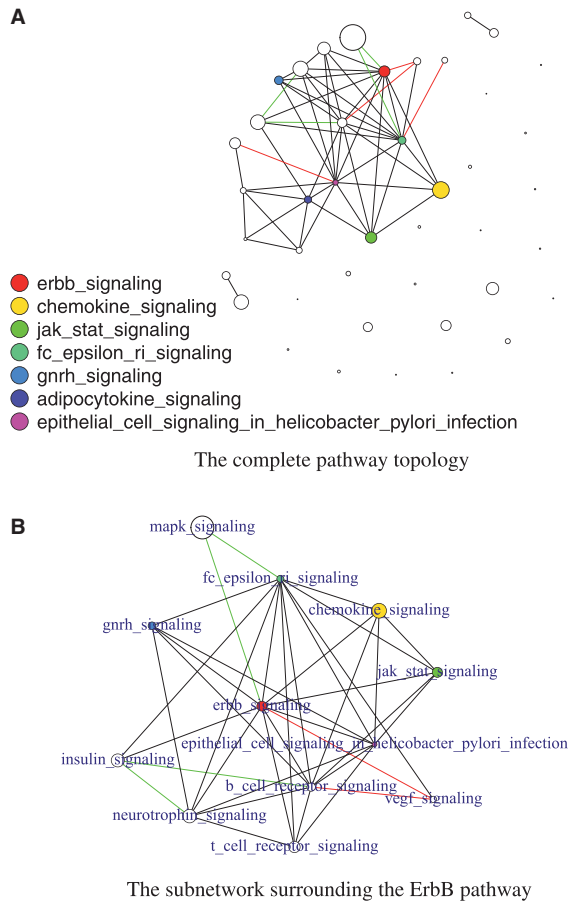 A
erbb_signaling
chemokine_signaling
jak_stat_signaling
fc_epsilon_ri_signaling
gnrh_signaling
adipocytokine_signaling
epithelial_cell_signaling_in_helicobacter_pylori_infection
The complete pathway topology
B
mapk_signaling
fc_epsilon_ri_signaling
chemokine_signaling
gnrh_signaling
jak_stat_signaling
erbb_signaling
epithelial_cell_signaling_in_helicobacter_pylori_infection
insulin_signaling
b_cell_receptor_signaling
vegf_signaling
neurotrophin_signaling
t_cell_receptor_signaling
The subnetwork surrounding the ErbB pathway